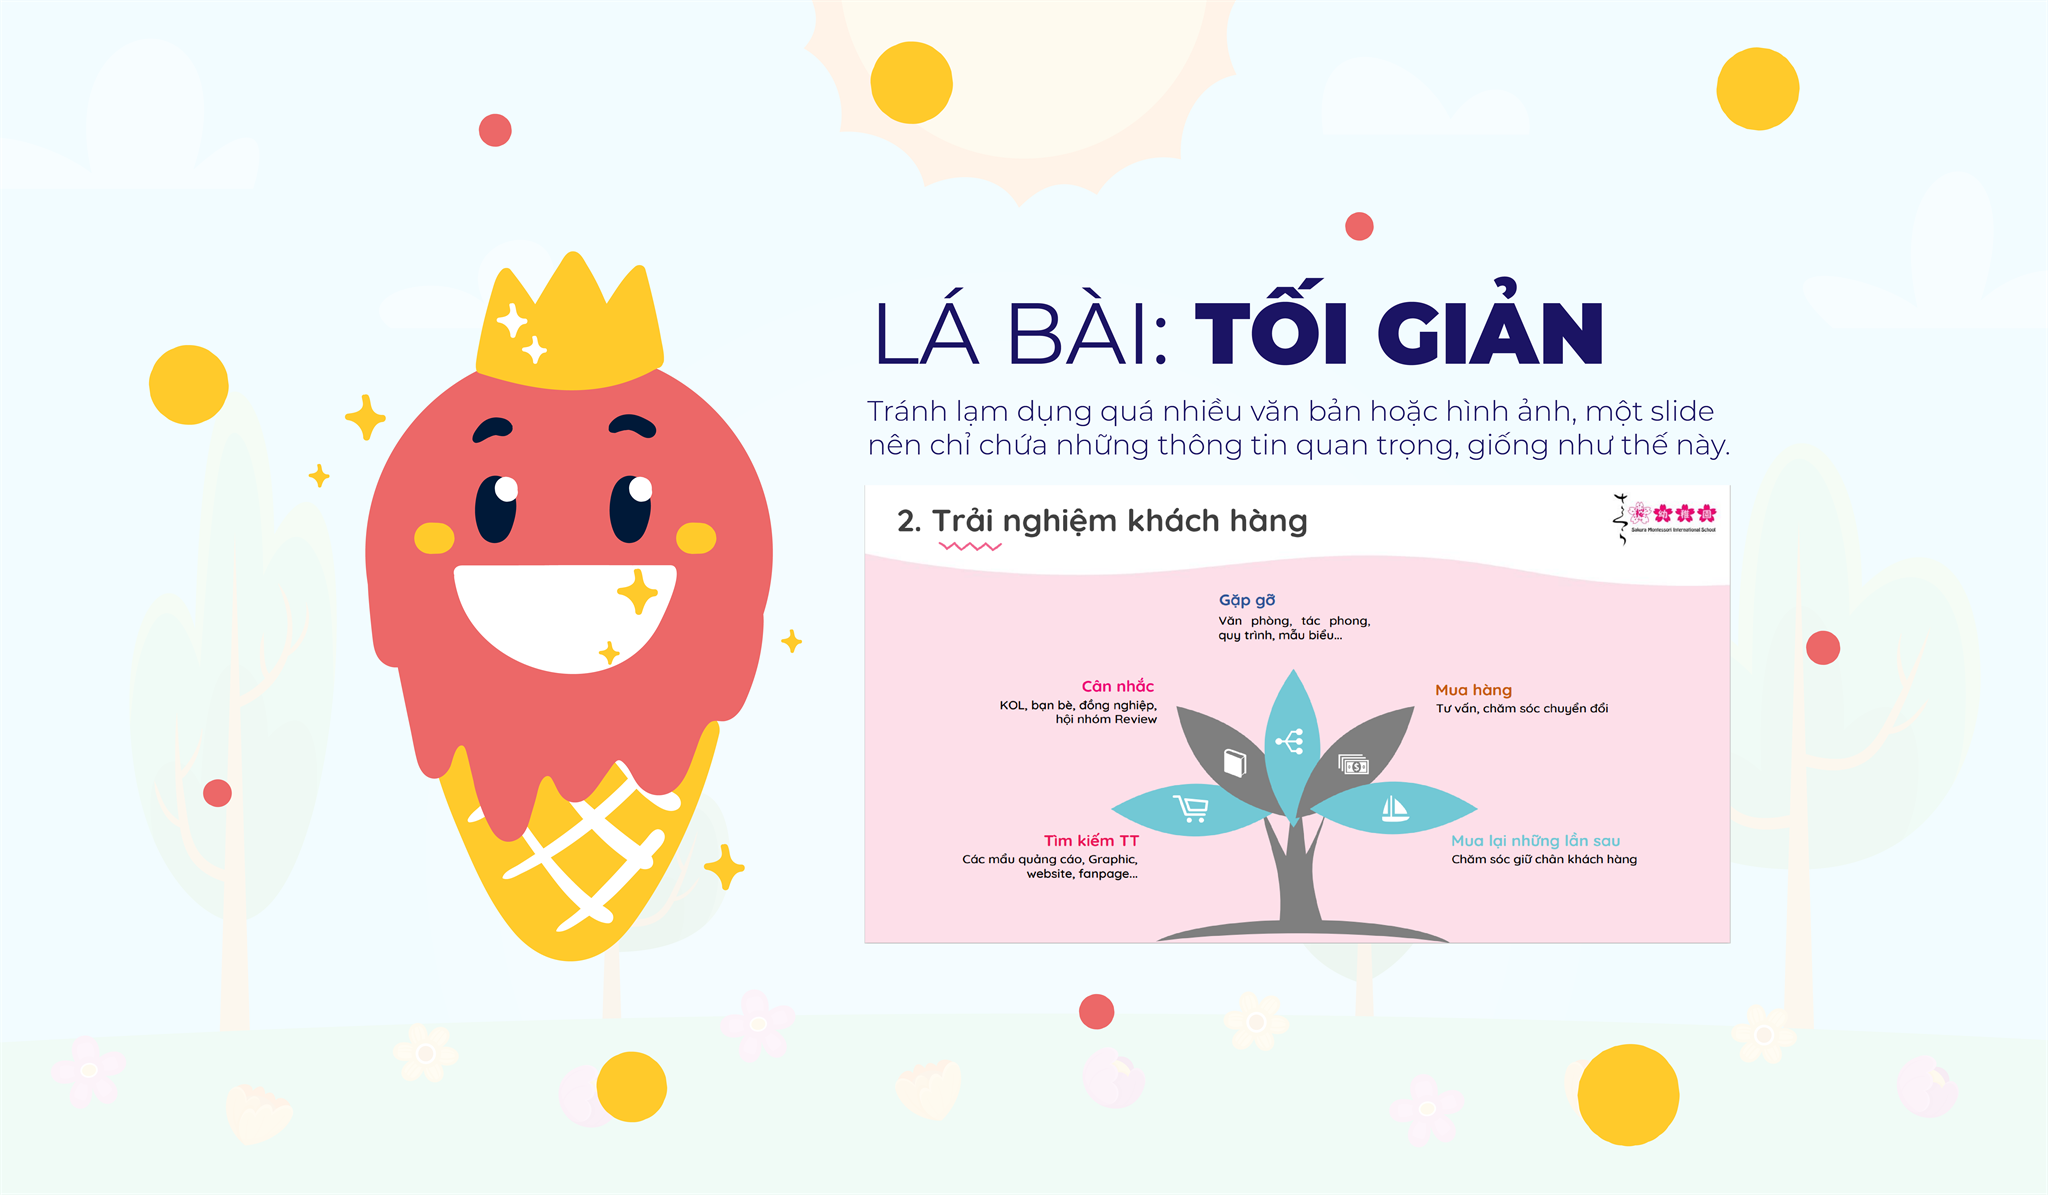 LÁ BÀI: TỐI GIẢN
Tránh lạm dụng quá nhiều văn bản hoặc hình ảnh, một slide
nên chỉ chứa những thông tin quan trọng, giống như thế này.
2. Trải nghiệm khách hàng
Sakura Montessori International School
Gặp gỡ
Văn phòng, tác phong,
quy trình, mẫu biểu...
Cân nhắc
KOL, bạn bè, đồng nghiệp,
hội nhóm Review
Mua hàng
Tư vấn, chăm sóc chuyển đổi
Tìm kiếm TT
Các mẩu quảng cáo, Graphic,
website, fanpage...
Mua lại những lần sau
Chăm sóc giữ chân khách hàng